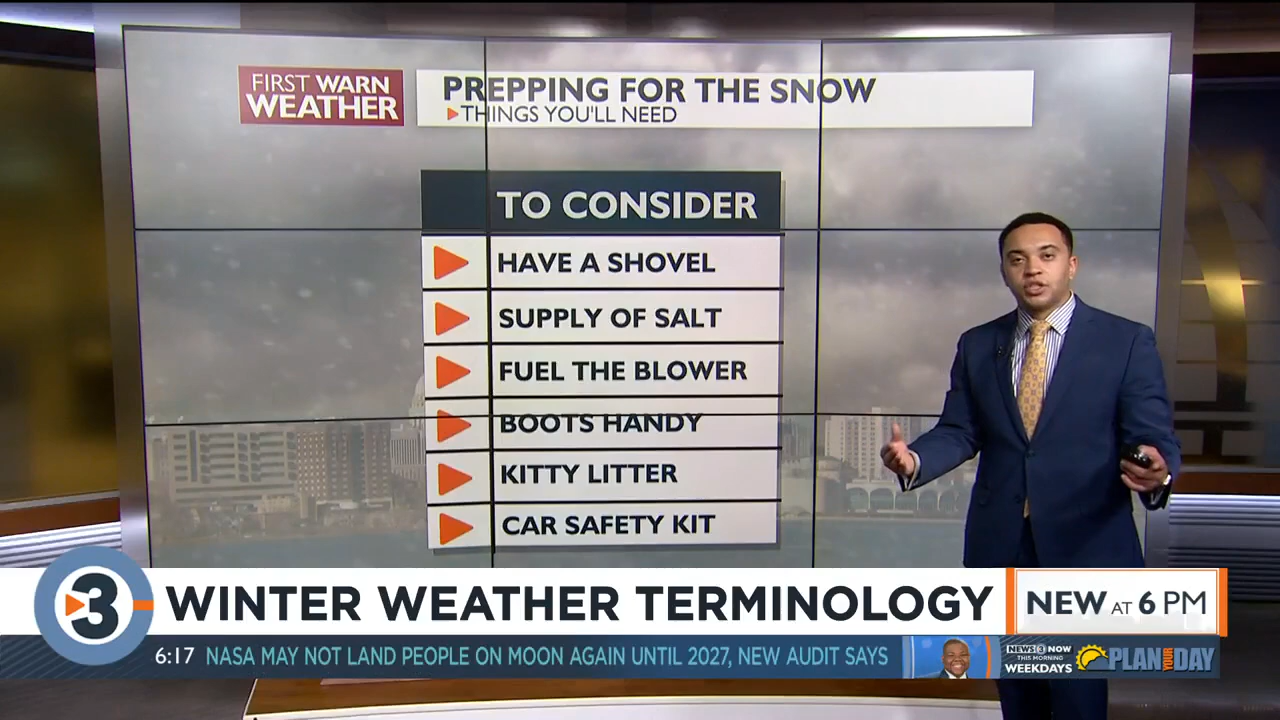 FIRST WARN
WEATHER
PREPPING FOR THE SNOW
THINGS YOU'LL NEED
TO CONSIDER
HAVE A SHOVEL
SUPPLY OF SALT
FUEL THE BLOWER
BOOTS HANDY
KITTY LITTER
CAR SAFETY KIT
3
WINTER WEATHER TERMINOLOGY
NEW AT 6 PM
6:17
NASA MAY NOT LAND PEOPLE ON MOON AGAIN UNTIL 2027, NEW AUDIT SAYS
NEWS 3 NOW
THIS MORNING
WEEKDAYS
PLAN YOUR DAY